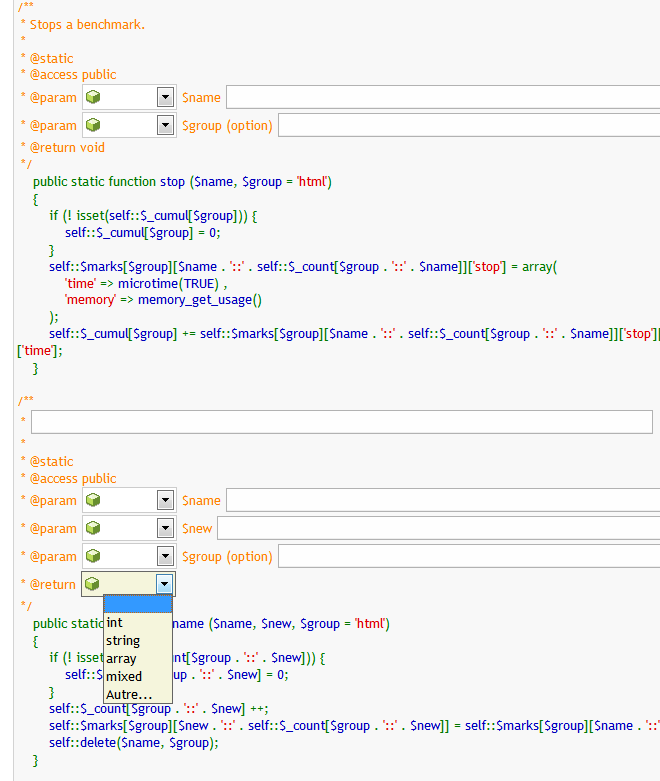 /**
* Stops a benchmark.
*
* @static
* @access public
* @param $name
* @param $group (option)
* @return void
*/
public static function stop ($name, $group = 'html')
{
if (! isset(self::$_cumul[$group])) {
self::$_cumul[$group] = 0;
}
self::$marks[$group][$name . '::' . self::$_count[$group . '::' . $name]]['stop'] = array(
'time' => microtime(TRUE) ,
'memory' => memory_get_usage()
);
self::$_cumul[$group] += self::$marks[$group][$name . '::' . self::$_count[$group . '::' . $name]]['stop'][
['time'];
}
/**
*
*
* @static
* @access public
* @param $name
* @param $new
* @param $group (option)
* @return
*/
int
string
array
mixed
Autre...
public static name ($name, $new, $group = 'html')
{
if (! isset nt[$group . '::' . $new])) {
self::$ up . '::' . $new] = 0;
}
self::$_count[$group . '::' . $new] ++;
self::$marks[$group][$new . '::' . self::$_count[$group . '::' . $new]] = self::$marks[$group][$name . '::'
self::delete($name, $group);
}